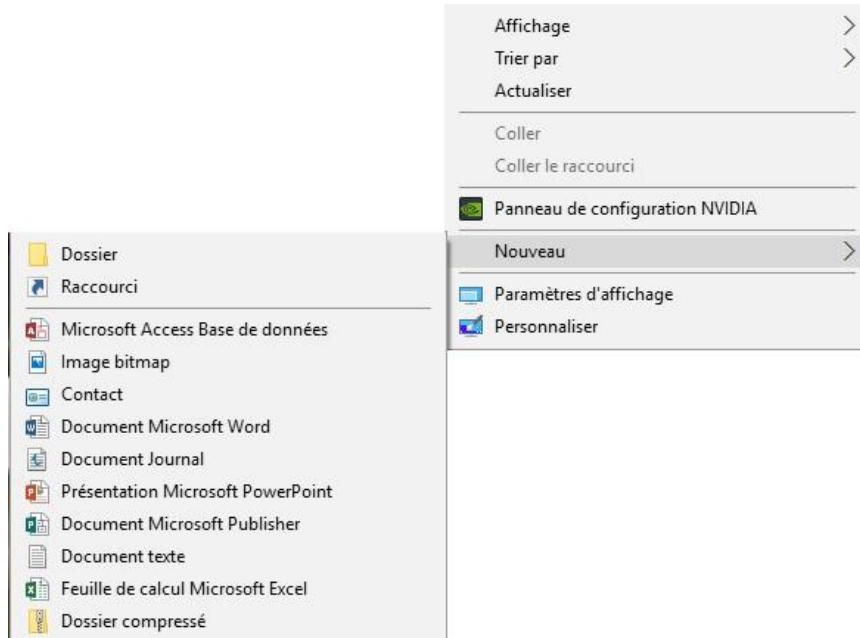 Affichage
Trier par
Actualiser
Coller
Coller le raccourci
Panneau de configuration NVIDIA
Nouveau
Paramètres d'affichage
Personnaliser
Dossier
Raccourci
Microsoft Access Base de données
Image bitmap
Contact
Document Microsoft Word
Document Journal
Présentation Microsoft PowerPoint
Document Microsoft Publisher
Document texte
Feuille de calcul Microsoft Excel
Dossier compressé